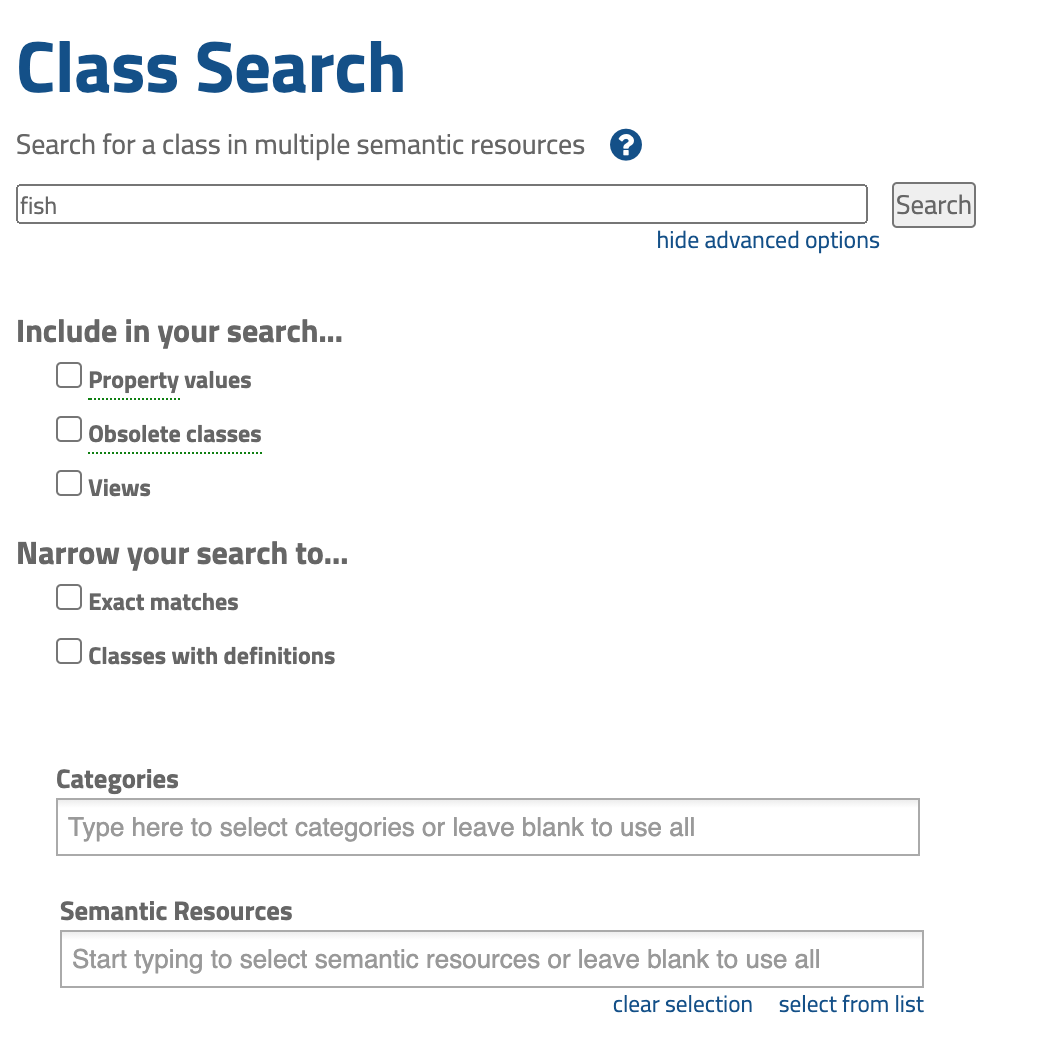 Class Search
Search for a class in multiple semantic resources ?
fish
Search
hide advanced options
Include in your search...
Property values
Obsolete classes
Views
Narrow your search to...
Exact matches
Classes with definitions
Categories
Type here to select categories or leave blank to use all
Semantic Resources
Start typing to select semantic resources or leave blank to use all
clear selection select from list